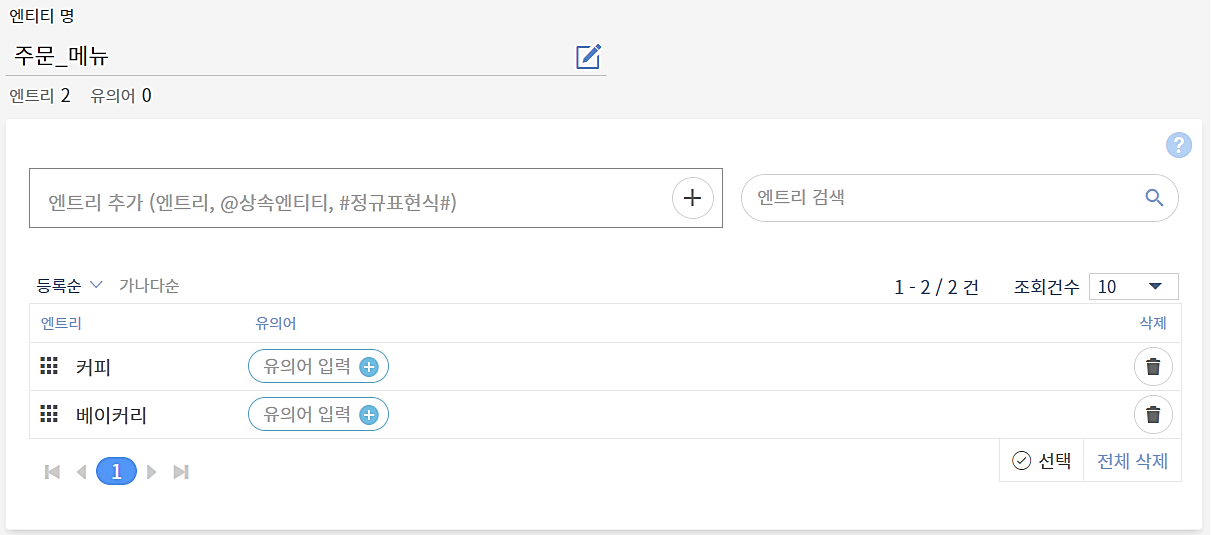 엔티티 명
주문_메뉴
엔트리 2 유의어 0
?
엔트리 추가 (엔트리, @상속엔티티, #정규표현식#)
엔트리 검색
등록순 가나다순 1 - 2 / 2 건 조회건수 10
엔트리 유의어 삭제
커피 유의어 입력
베이커리 유의어 입력
1
선택 전체 삭제